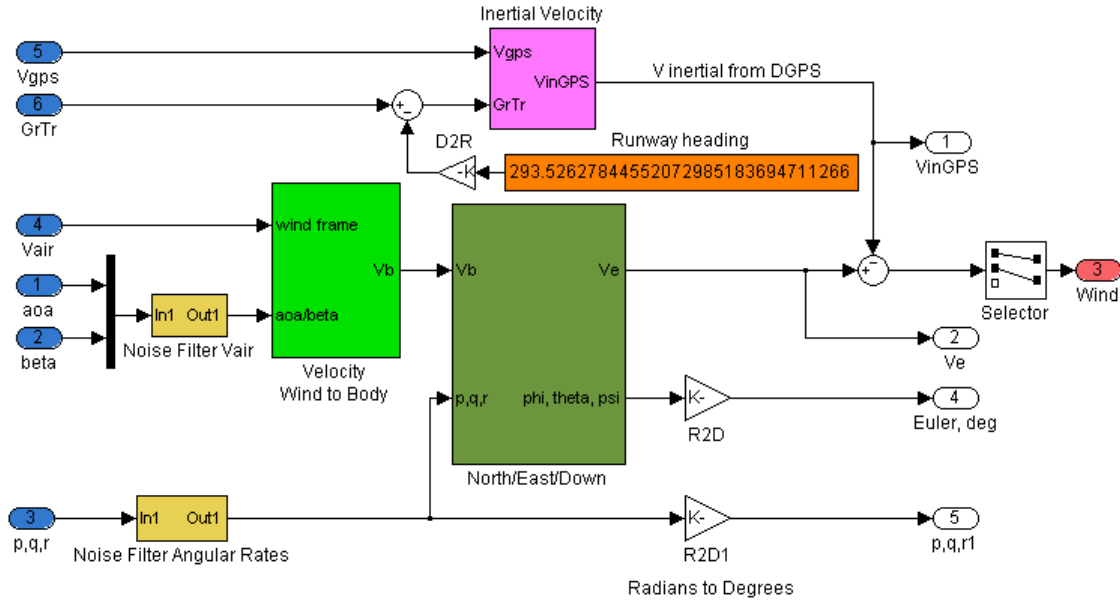 Inertial Velocity
5
Vgps
Vgps
VinGPS
V inertial from DGPS
6
GrTr
+
−
GrTr
D2R
-K
Runway heading
293.52627844552072985183694711266
1
VinGPS
4
Vair
wind frame
Vb
Vb
Ve
+
−
Selector
3
Wind
1
aoa
aoa/beta
In1 Out1
2
beta
Noise Filter Vair
Velocity
Wind to Body
2
Ve
p,q,r
phi, theta, psi
K-
R2D
4
Euler, deg
North/East/Down
3
p,q,r
In1 Out1
Noise Filter Angular Rates
K-
R2D1
5
p,q,r1
Radians to Degrees